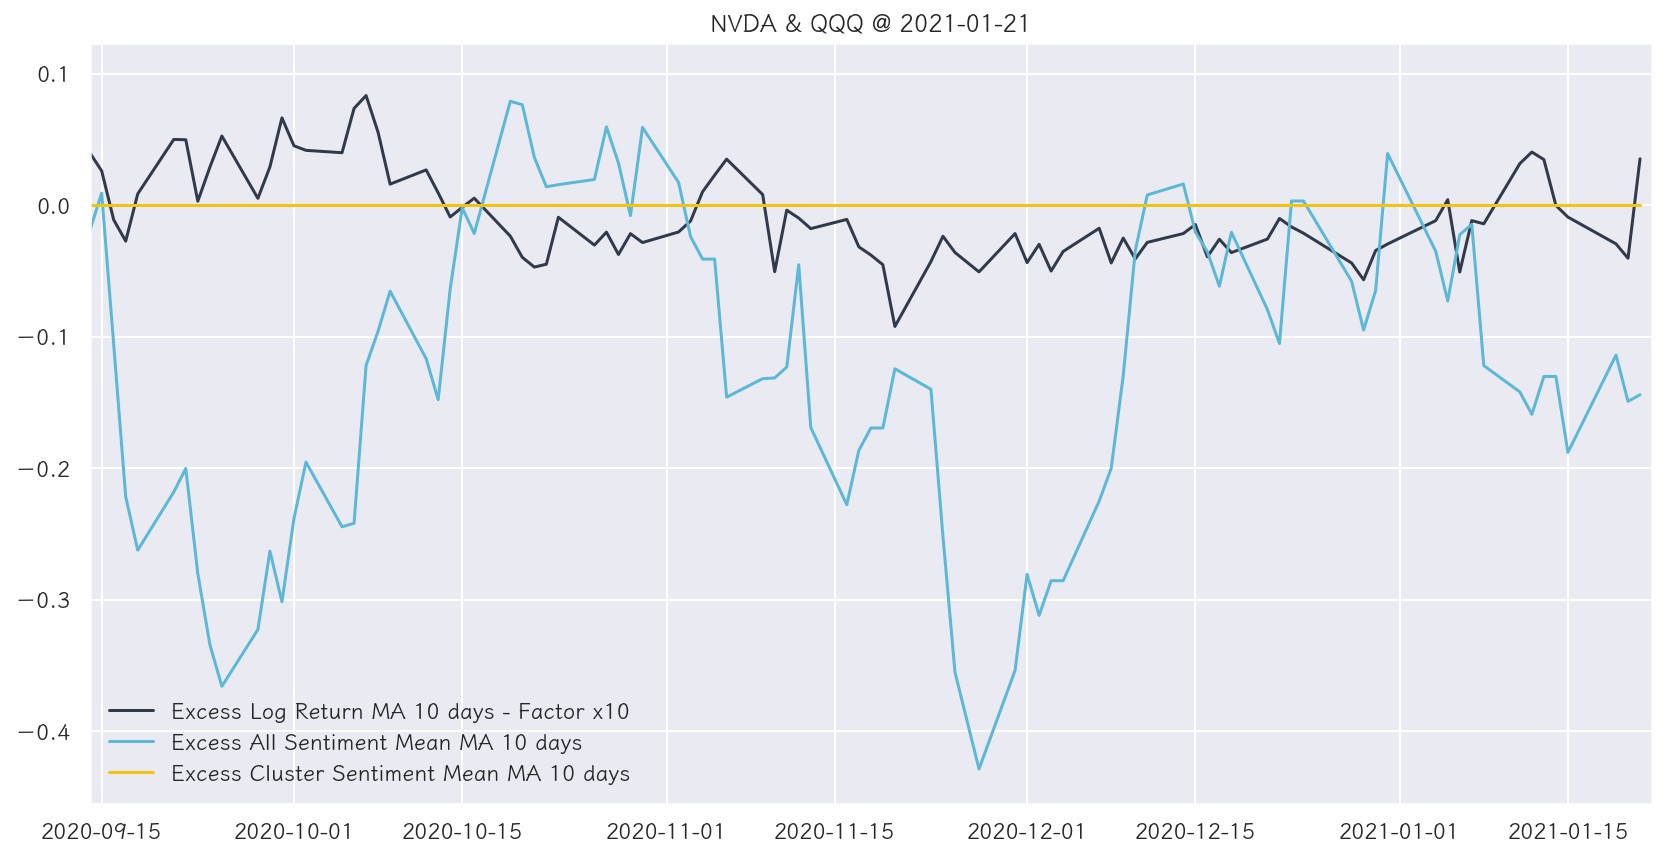 NVDA & QQQ @ 2021-01-21
0.1
0.0
−0.1
−0.2
−0.3
−0.4
Excess Log Return MA 10 days - Factor x10
Excess All Sentiment Mean MA 10 days
Excess Cluster Sentiment Mean MA 10 days
2020-09-15 2020-10-01 2020-10-15 2020-11-01 2020-11-15 2020-12-01 2020-12-15 2021-01-01 2021-01-15